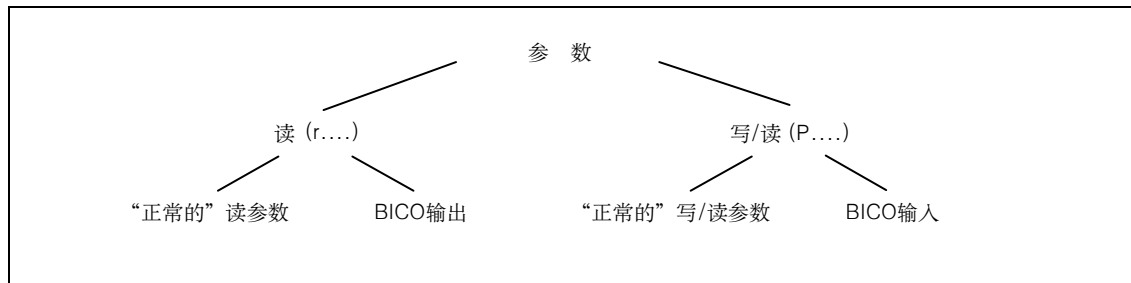 参 数
读 (r....) 写/读 (P....)
“正常的”读参数 BICO输出 “正常的”写/读参数 BICO输入